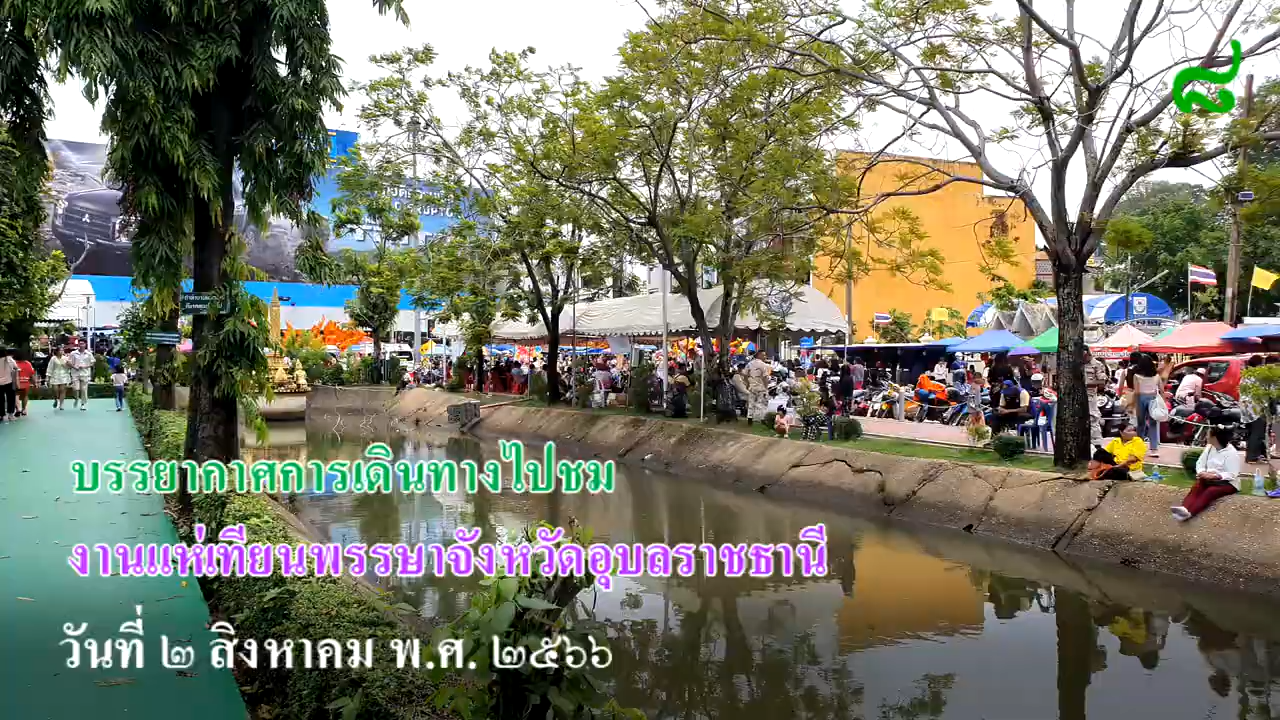 ๘
บรรยากาศการเดินทางไปชม
งานแห่เทียนพรรษาจังหวัดอุบลราชธานี
วันที่ ๒ สิงหาคม พ.ศ. ๒๕๖๖